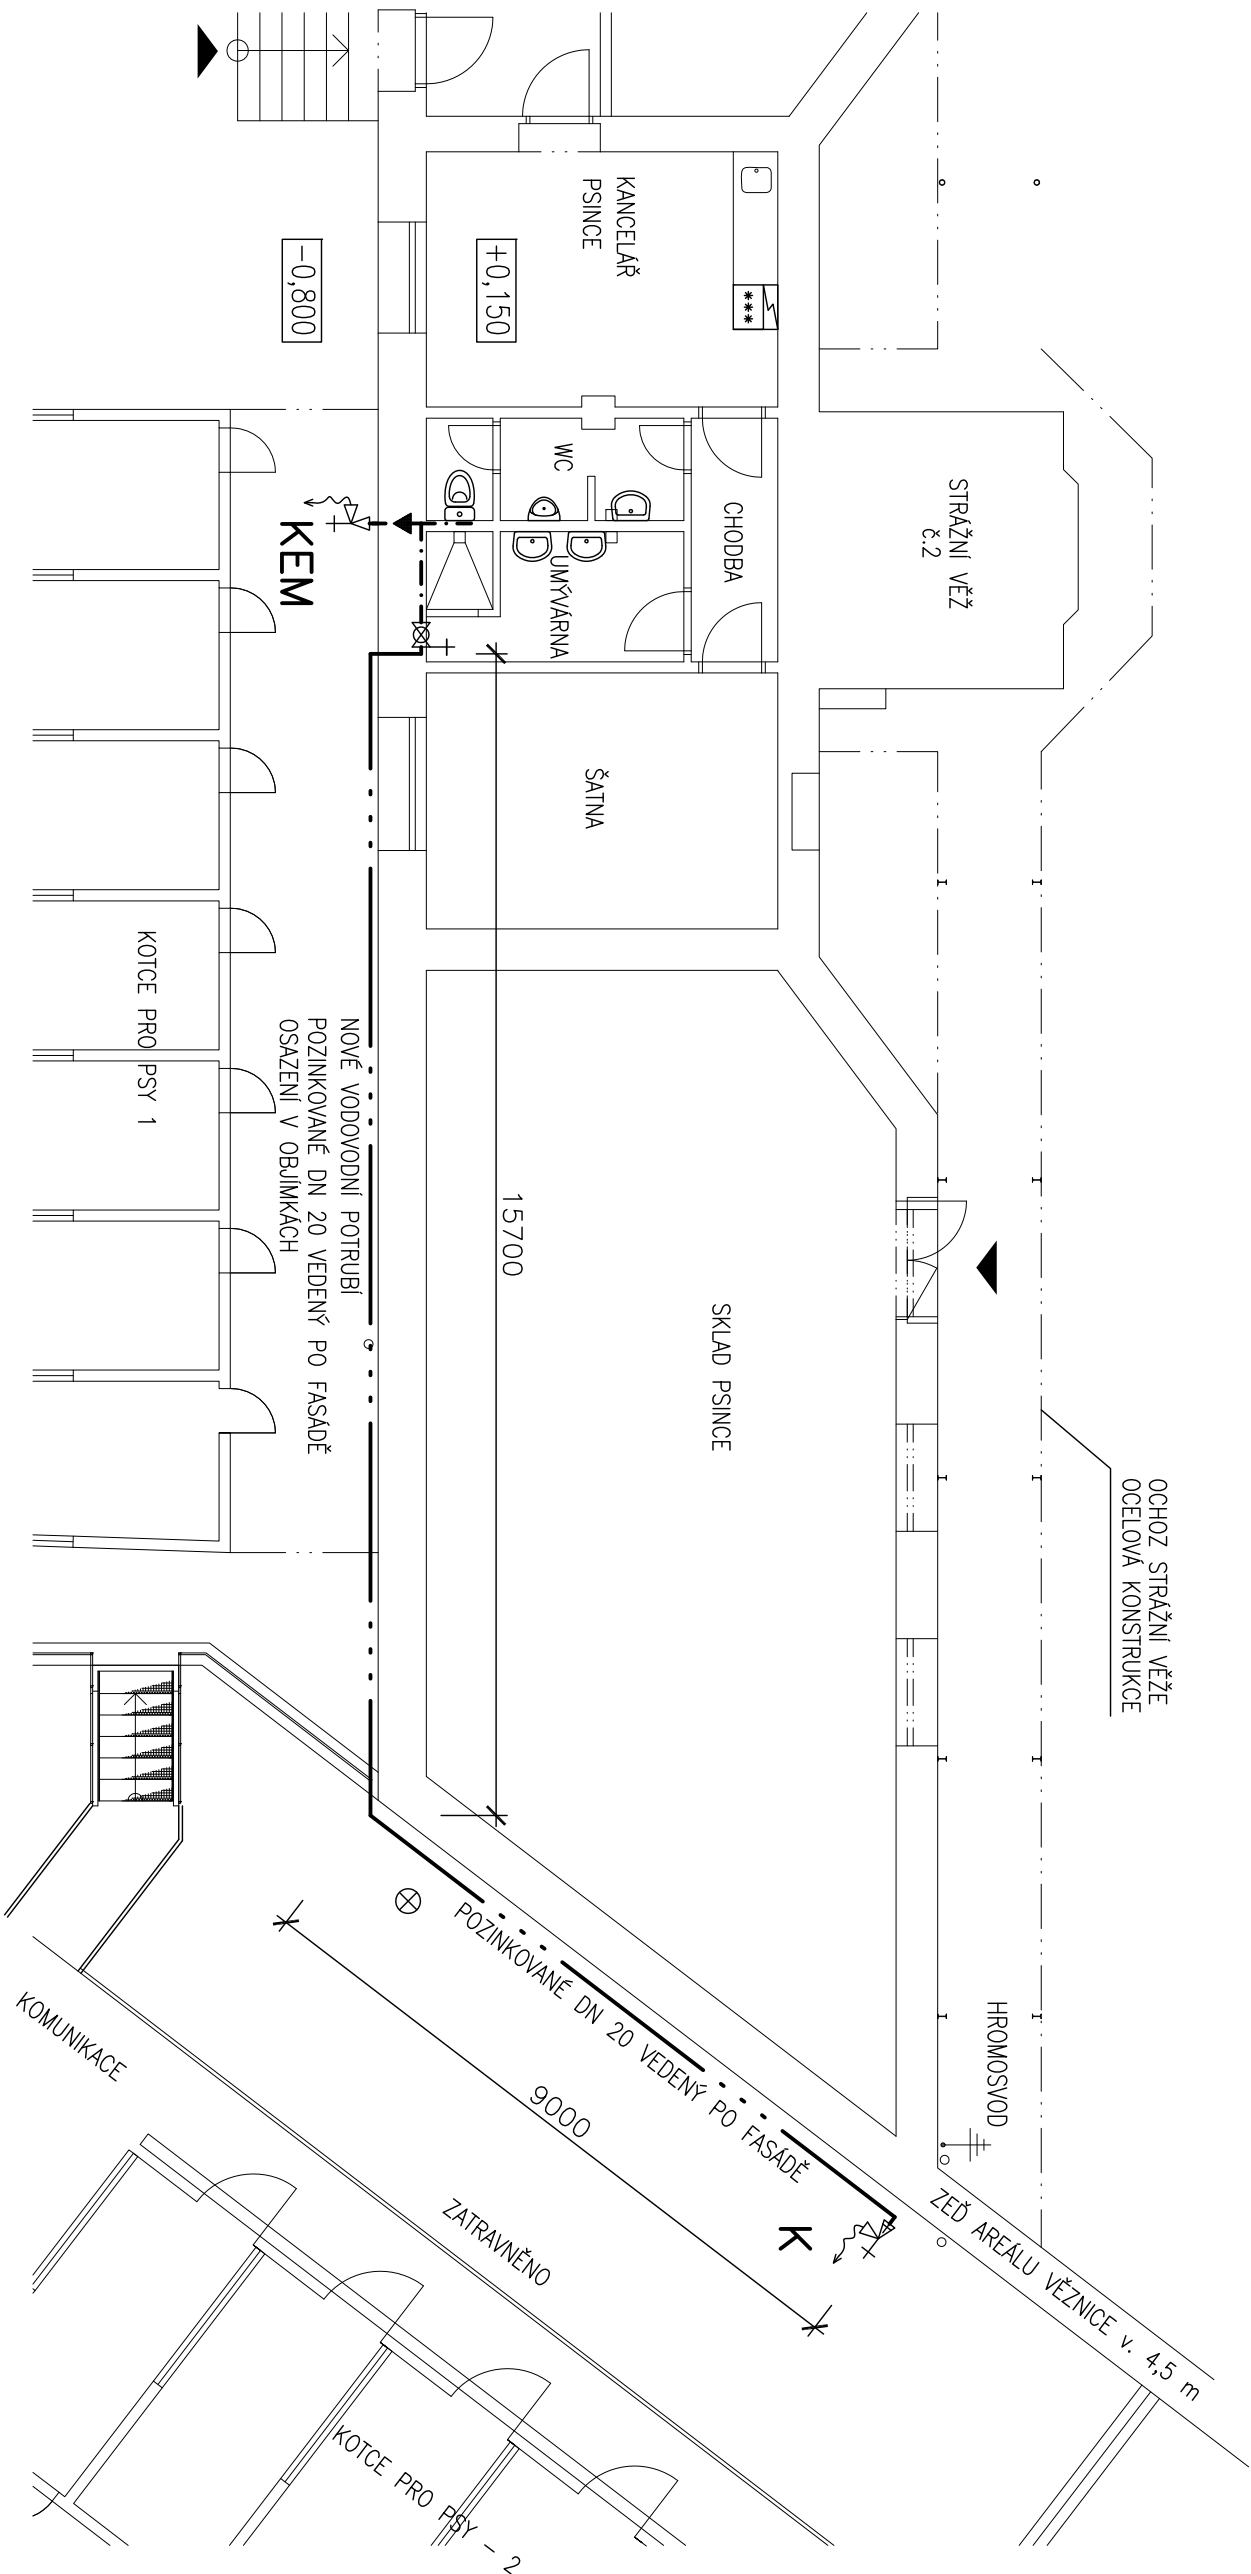 OCHOZ STRÁŽNÍ VĚŽE
OCELOVÁ KONSTRUKCE
STRÁŽNÍ VĚŽ
č.2
HROMOSVOD
ZEĎ AREÁLU VĚZNICE v. 4,5 m
KANCELÁŘ
PSINCE
***
+0,150
-0,800
WC
CHODBA
UMÝVÁRNA
ŠATNA
SKLAD PSINCE
15700
KEM
NOVÉ VODOVODNÍ POTRUBÍ
POZINKOVANÉ DN 20 VEDENÝ PO FASÁDĚ
OSAZENÍ V OBJÍMKÁCH
KOTCE PRO PSY 1
POZINKOVANÉ DN 20 VEDENÝ PO FASÁDĚ
9000
K
KOMUNIKACE
ZATRAVNĚNO
KOTCE PRO PSY - 2